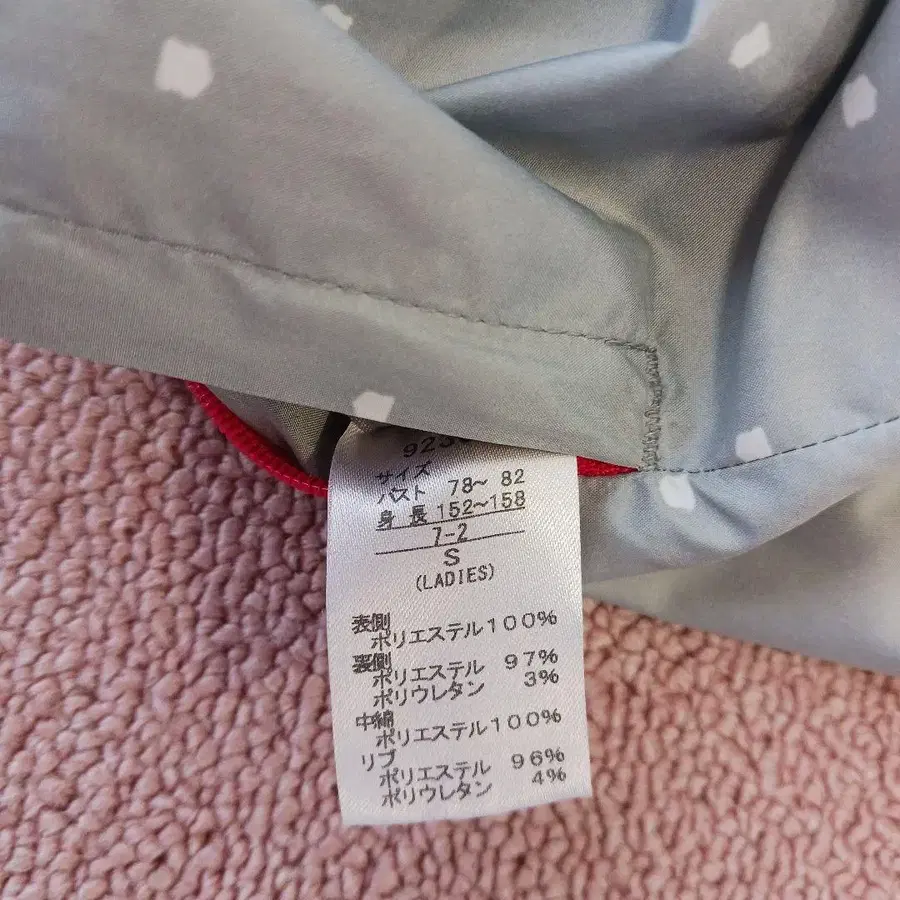 サイズ
バスト 78~ 82
身 長 152~158
7-2
S
(LADIES)
表側
ポリエステル100%
裏側
ポリエステル 97%
ポリウレタン 3%
中綿
ポリエステル100%
リブ
ポリエステル 96%
ポリウレタン 4%